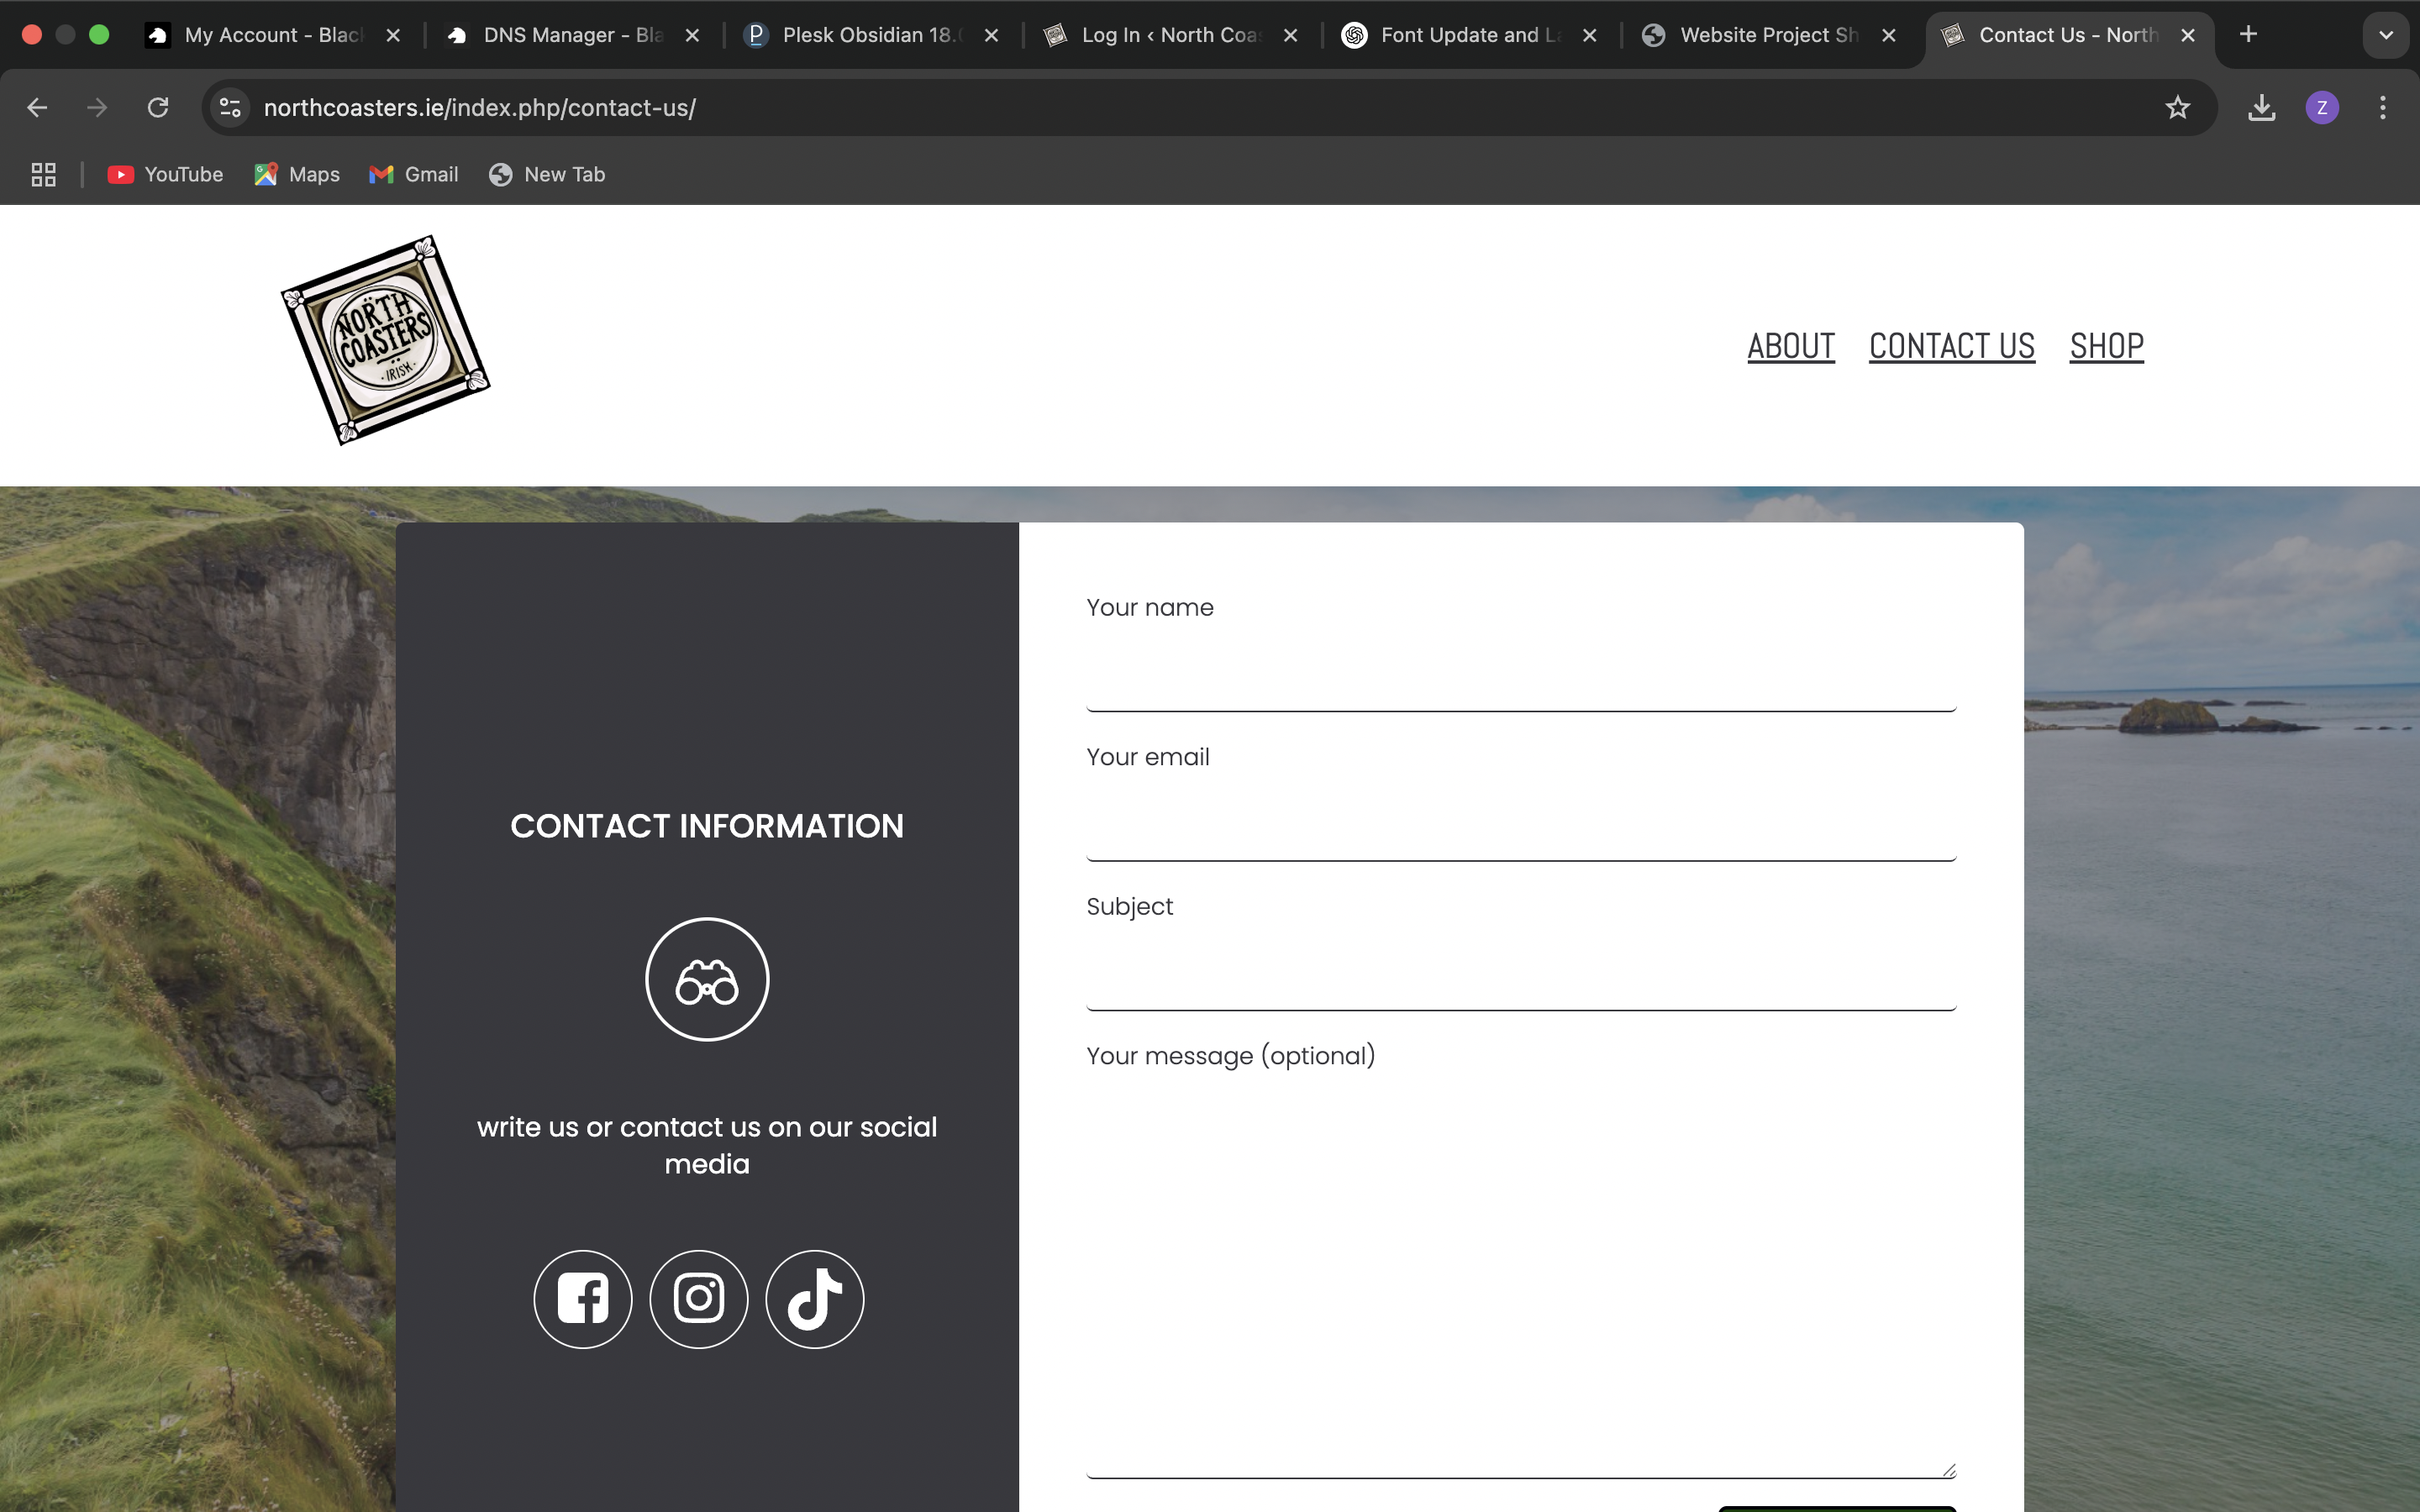 My Account - Blac
DNS Manager - Bla
Plesk Obsidian 18.
Log In ‹ North Coa
Font Update and L
Website Project Sh
Contact Us - North
northcoasters.ie/index.php/contact-us/
Z
YouTube
Maps
Gmail
New Tab
NORTH
COASTERS
·IRISH·
ABOUT CONTACT US SHOP
CONTACT INFORMATION
write us or contact us on our social
media
Your name
Your email
Subject
Your message (optional)